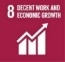 8 DECENT WORK AND
ECONOMIC GROWTH